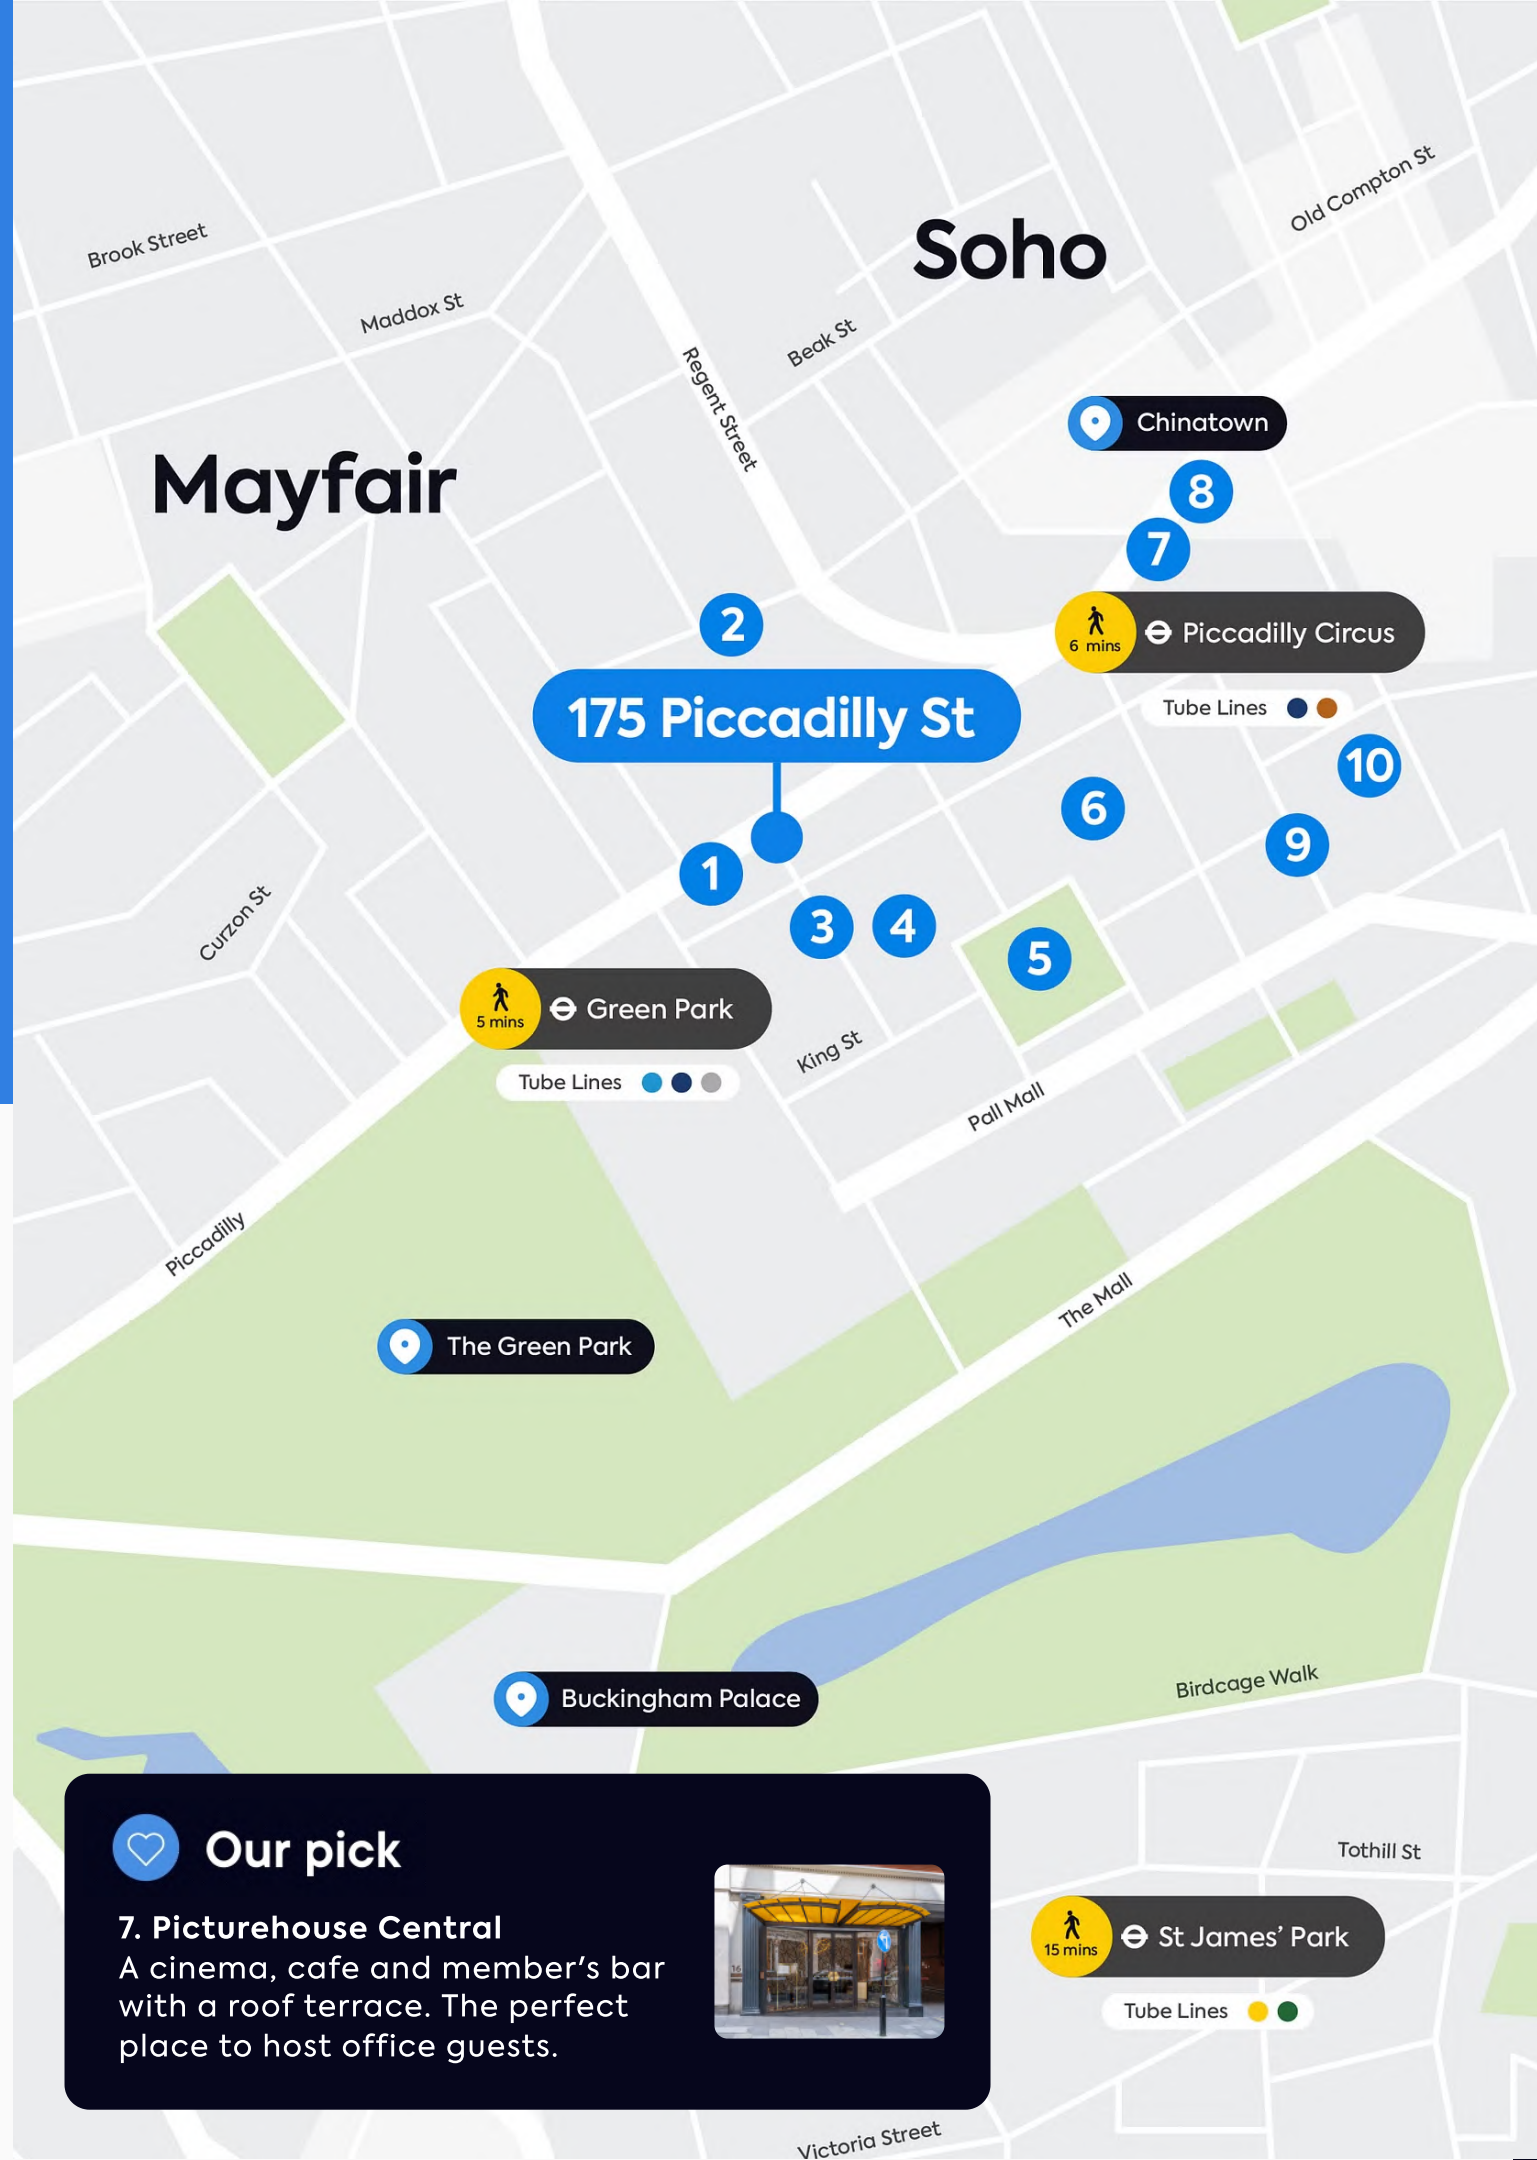 Old Compton St
Soho
Brook Street
Maddox St
Beak St
Regent Street
Chinatown
Mayfair
8
7
2
6 mins
Piccadilly Circus
175 Piccadilly St
Tube Lines
10
6
9
1
Curzon St
3
4
5
5 mins
Green Park
King St
Tube Lines
Pall Mall
Piccadilly
The Mall
The Green Park
Birdcage Walk
Buckingham Palace
Our pick
7. Picturehouse Central
A cinema, cafe and member's bar
with a roof terrace. The perfect
place to host office guests.
16
Tothill St
15 mins
St James’ Park
Tube Lines
Victoria Street